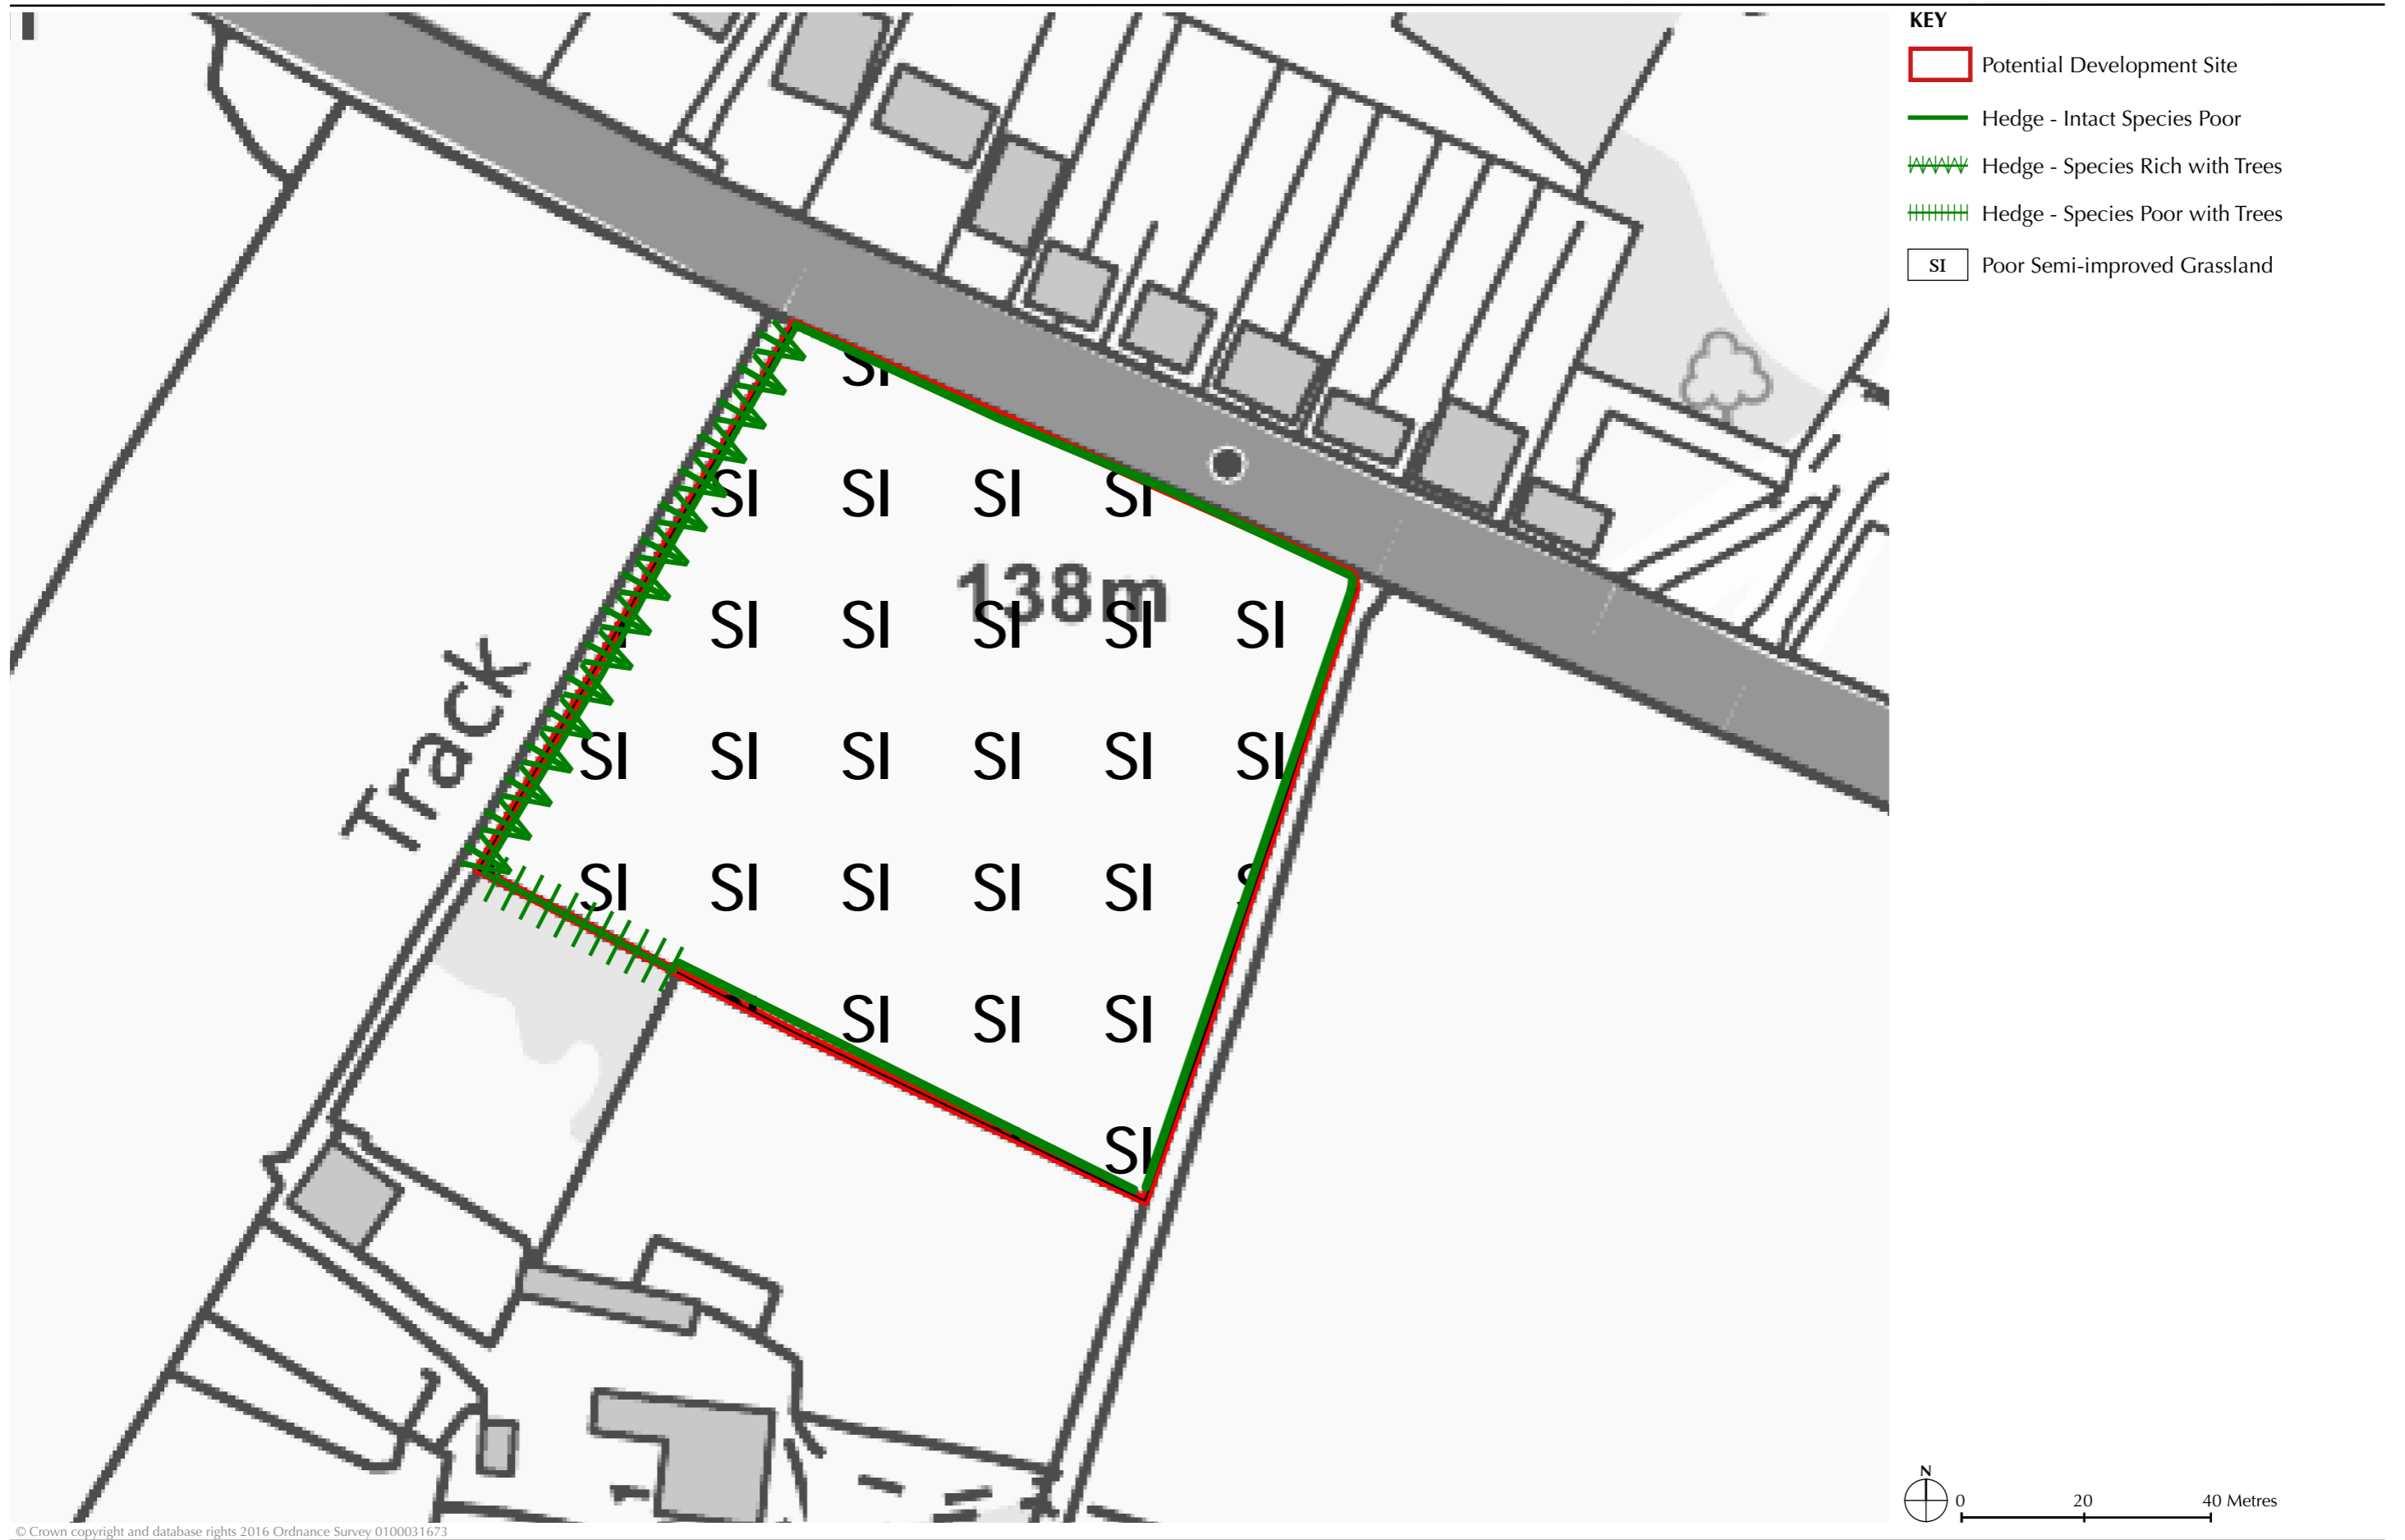 KEY
Potential Development Site
Hedge - Intact Species Poor
Hedge - Species Rich with Trees
Hedge - Species Poor with Trees
SI Poor Semi-improved Grassland
SI
SI SI SI SI
138m
SI SI SI SI SI
Track
SI SI SI SI SI SI
SI SI SI SI SI
SI SI SI
SI
N
0 20 40 Metres
© Crown copyright and database rights 2016 Ordnance Survey 0100031673